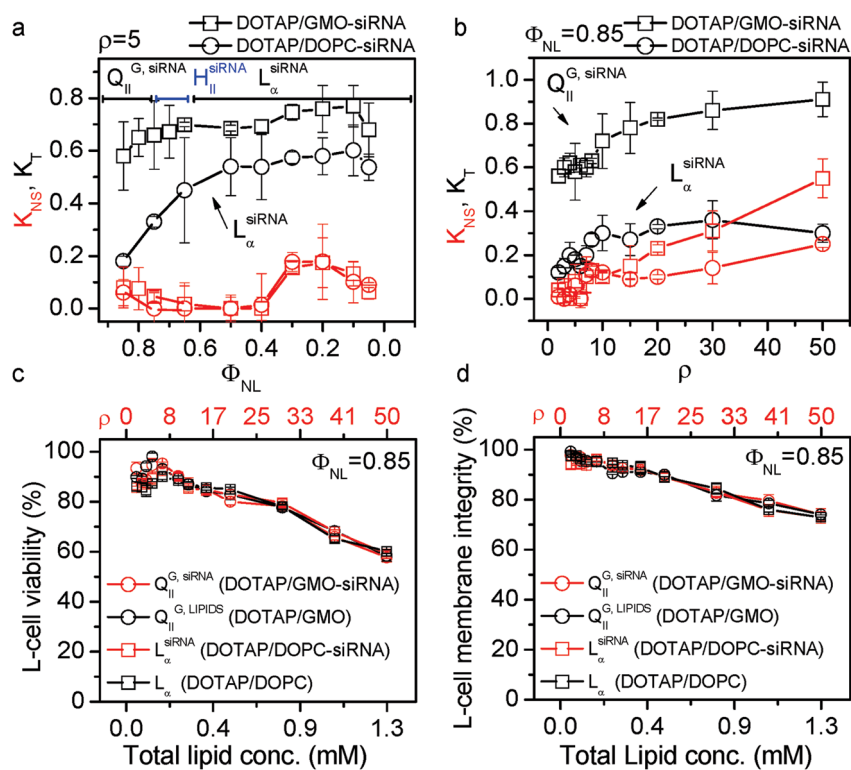 a
DOTAP/GMO-siRNA
ρ=5
DOTAP/DOPC-siRNA
Q_II^G, siRNA H_II^siRNA L_α^siRNA
0.8
0.6
0.4
0.2
0.0
K_NS, K_T
L_α^siRNA
0.8 0.6 0.4 0.2 0.0
Φ_NL
b
DOTAP/GMO-siRNA
Φ_NL=0.85
DOTAP/DOPC-siRNA
Q_II^G, siRNA
1.0
0.8
0.6
0.4
0.2
0.0
K_NS, K_T
L_α^siRNA
0 10 20 30 40 50
ρ
c
ρ 0 8 17 25 33 41 50
Φ_NL=0.85
100
80
60
40
20
0
L-cell viability (%)
Q_II^G, siRNA (DOTAP/GMO-siRNA)
Q_II^G, LIPIDS (DOTAP/GMO)
L_α^siRNA (DOTAP/DOPC-siRNA)
L_α (DOTAP/DOPC)
0.0 0.4 0.9 1.3
Total lipid conc. (mM)
d
ρ 0 8 17 25 33 41 50
Φ_NL=0.85
100
80
60
40
20
0
L-cell membrane integrity (%)
Q_II^G, siRNA (DOTAP/GMO-siRNA)
Q_II^G, LIPIDS (DOTAP/GMO)
L_α^siRNA (DOTAP/DOPC-siRNA)
L_α (DOTAP/DOPC)
0.0 0.4 0.9 1.3
Total Lipid conc. (mM)